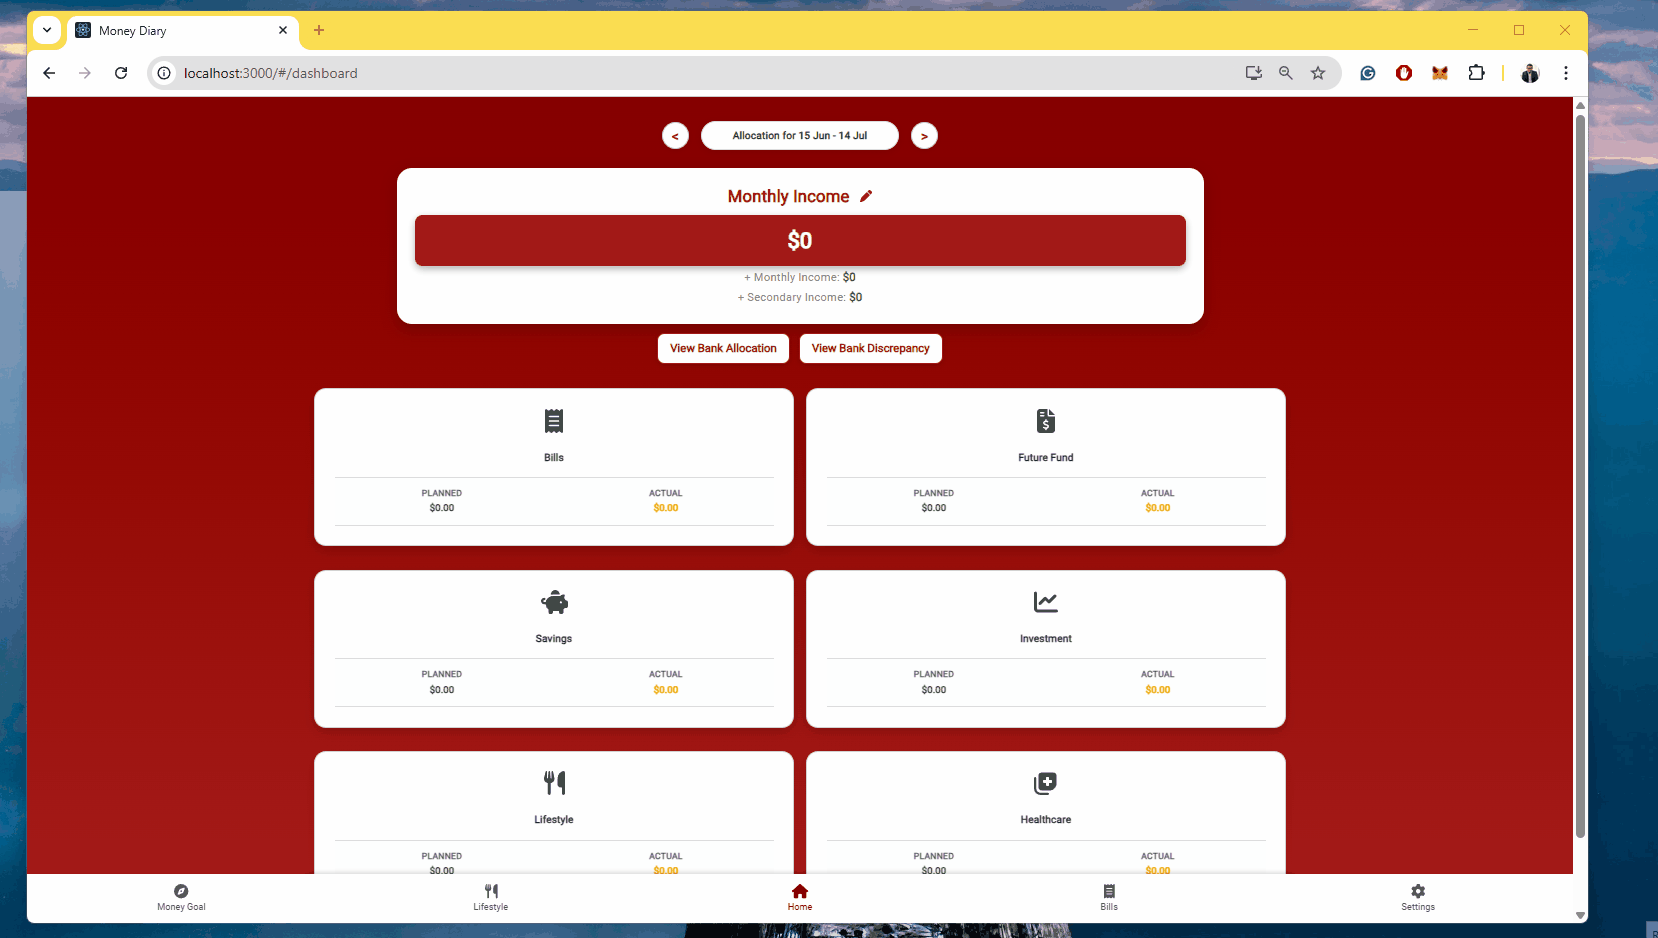 Money Diary
localhost:3000/#/dashboard
< Allocation for 15 Jun - 14 Jul >
Monthly Income
$0
+ Monthly Income: $0
+ Secondary Income: $0
View Bank Allocation View Bank Discrepancy
Bills Future Fund
PLANNED ACTUAL PLANNED ACTUAL
$0.00 $0.00 $0.00 $0.00
Savings Investment
PLANNED ACTUAL PLANNED ACTUAL
$0.00 $0.00 $0.00 $0.00
Lifestyle Healthcare
PLANNED ACTUAL PLANNED ACTUAL
$0.00 $0.00 $0.00 $0.00
Money Goal Lifestyle Home Bills Settings